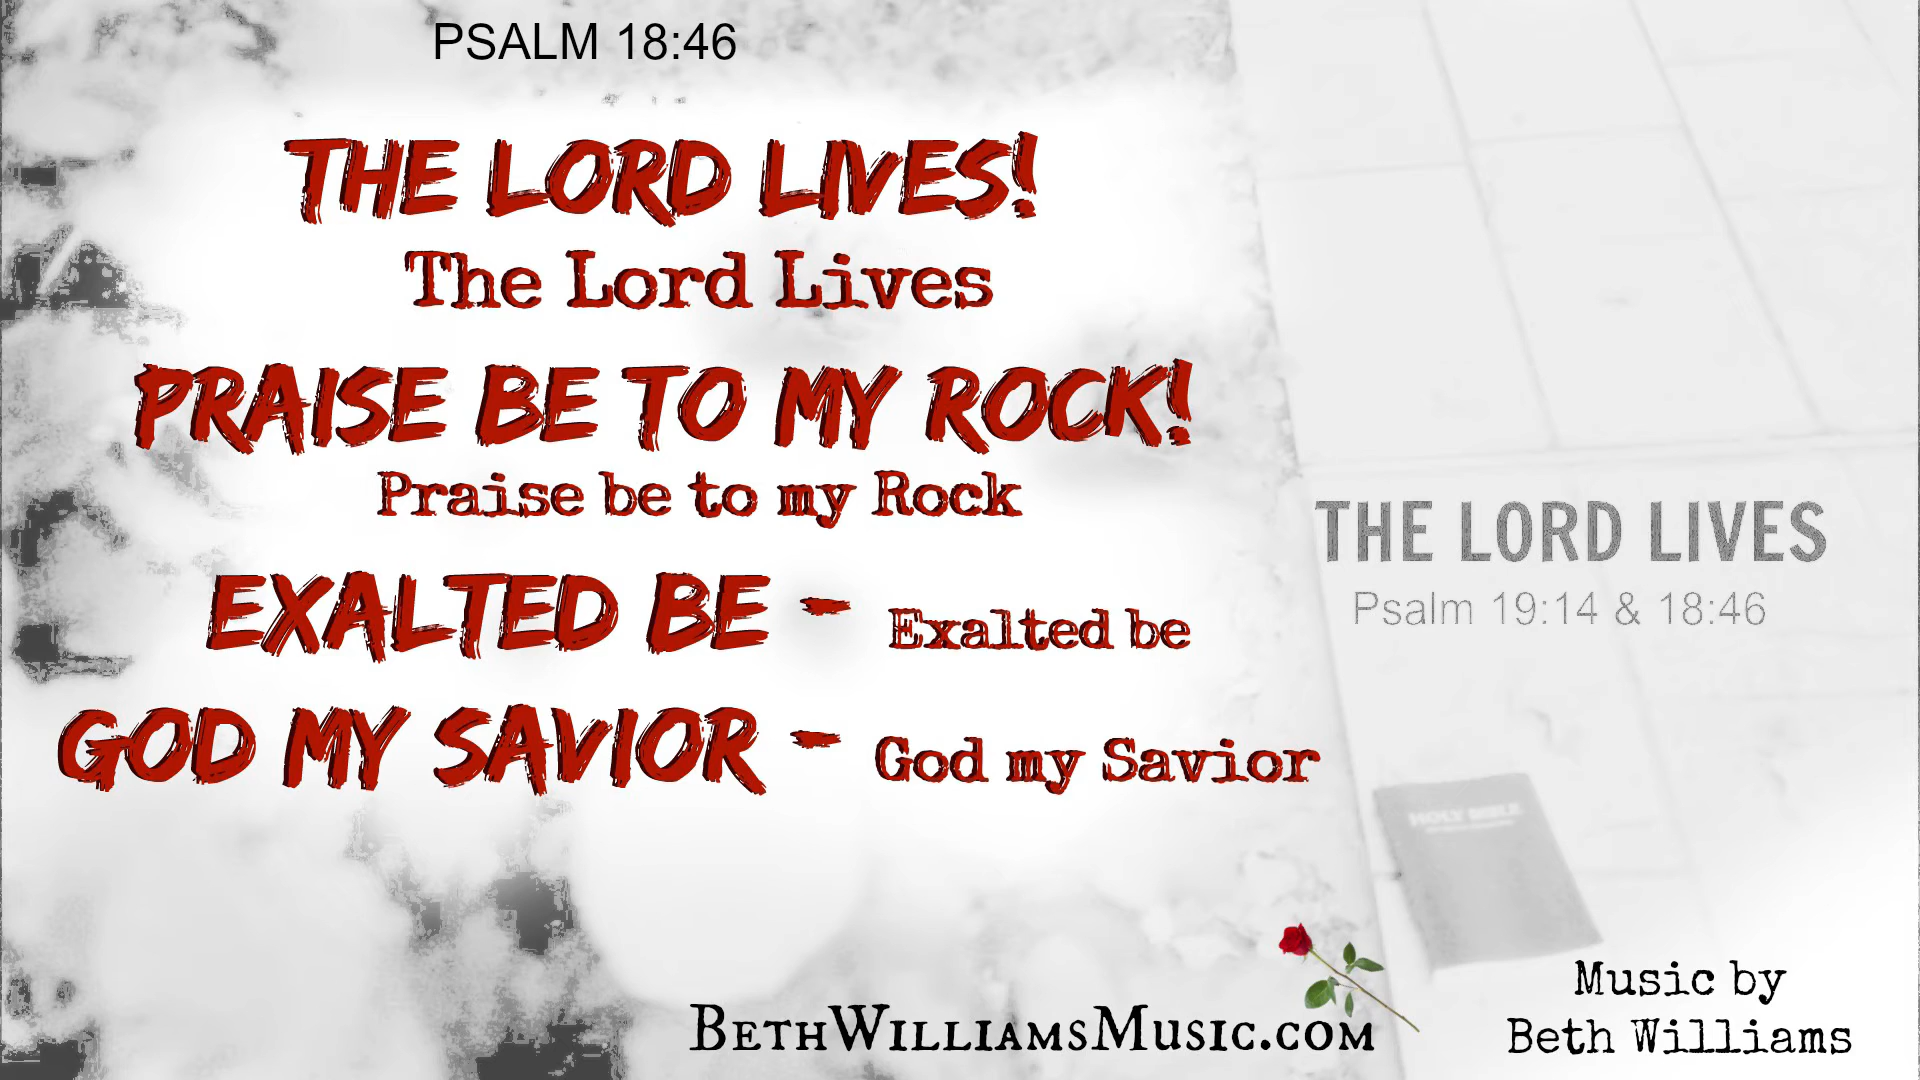 PSALM 18:46
THE LORD LIVES!
The Lord Lives
PRAISE BE TO MY ROCK!
Praise be to my Rock
EXALTED BE - Exalted be
GOD MY SAVIOR - God my Savior
THE LORD LIVES
Psalm 19:14 & 18:46
HOLY BIBLE
BETHWILLIAMSMUSIC.COM
Music by
Beth Williams